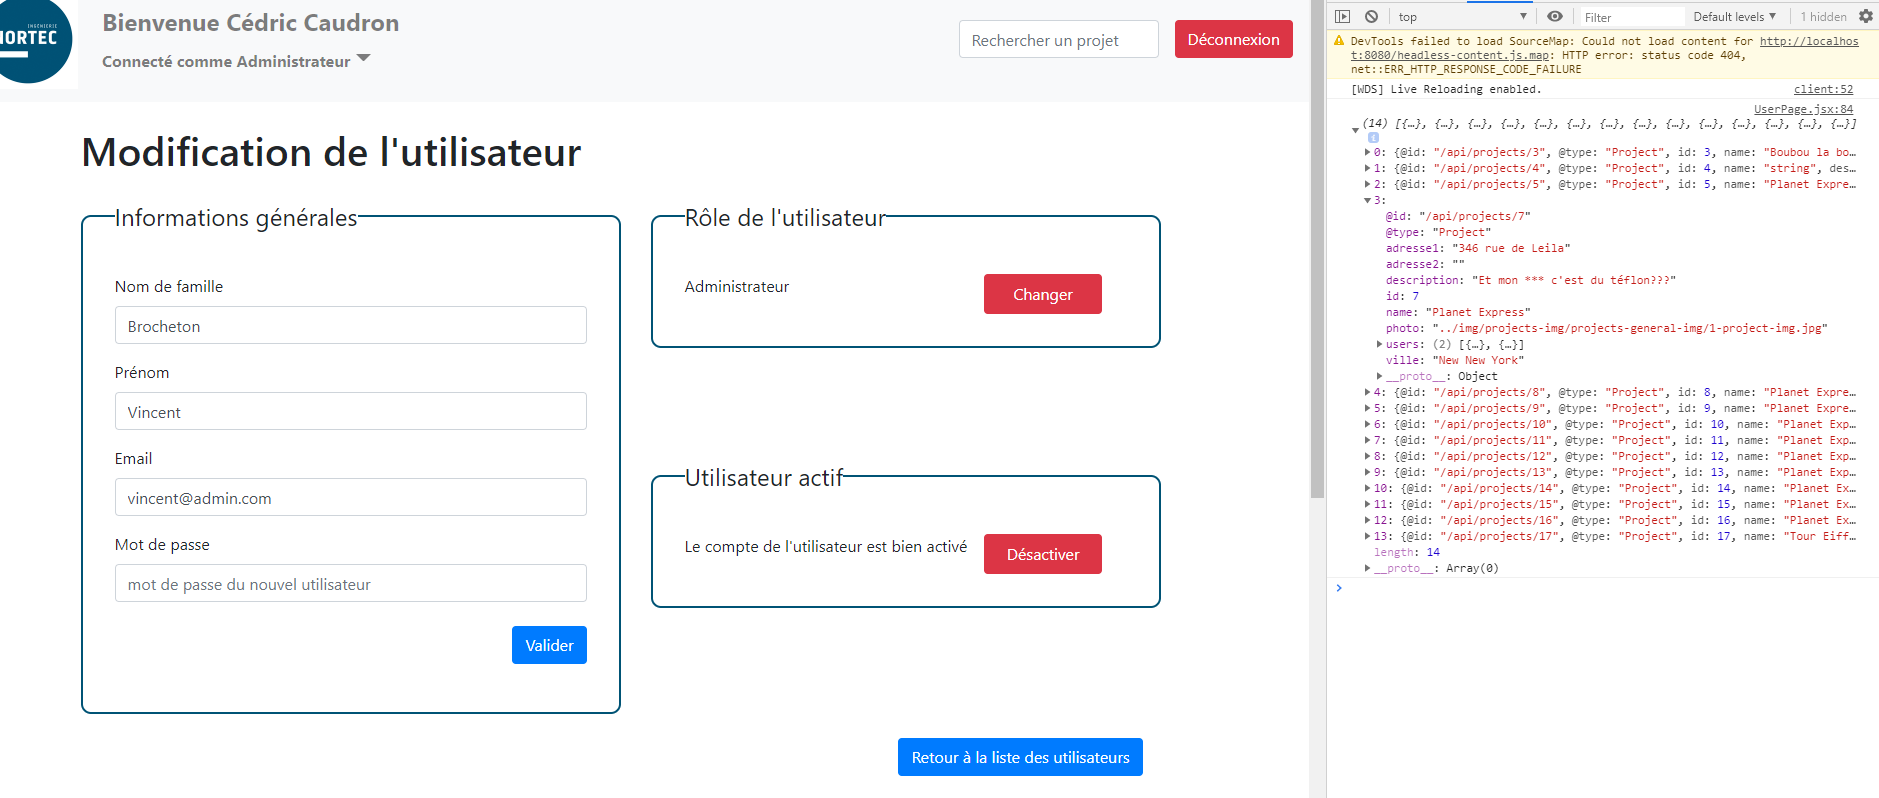 INGENIERIE
NORTEC
Bienvenue Cédric Caudron
Connecté comme Administrateur
Rechercher un projet
Déconnexion
Modification de l'utilisateur
Informations générales
Nom de famille
Brocheton
Prénom
Vincent
Email
vincent@admin.com
Mot de passe
mot de passe du nouvel utilisateur
Valider
Rôle de l'utilisateur
Administrateur
Changer
Utilisateur actif
Le compte de l'utilisateur est bien activé
Désactiver
Retour à la liste des utilisateurs
top
Filter
Default levels
1 hidden
DevTools failed to load SourceMap: Could not load content for http://localhos
t:8080/headless-content.js.map: HTTP error: status code 404,
net::ERR_HTTP_RESPONSE_CODE_FAILURE
[WDS] Live Reloading enabled.
client:52
UserPage.jsx:84
(14) [{…}, {…}, {…}, {…}, {…}, {…}, {…}, {…}, {…}, {…}, {…}, {…}, {…}, {…}]
0: {@id: "/api/projects/3", @type: "Project", id: 3, name: "Boubou la bo…
1: {@id: "/api/projects/4", @type: "Project", id: 4, name: "string", des…
2: {@id: "/api/projects/5", @type: "Project", id: 5, name: "Planet Expre…
3:
@id: "/api/projects/7"
@type: "Project"
adresse1: "346 rue de Leila"
adresse2: ""
description: "Et mon *** c'est du téflon???"
id: 7
name: "Planet Express"
photo: "../img/projects-img/projects-general-img/1-project-img.jpg"
users: (2) [{…}, {…}]
ville: "New New York"
__proto__: Object
4: {@id: "/api/projects/8", @type: "Project", id: 8, name: "Planet Expre…
5: {@id: "/api/projects/9", @type: "Project", id: 9, name: "Planet Expre…
6: {@id: "/api/projects/10", @type: "Project", id: 10, name: "Planet Exp…
7: {@id: "/api/projects/11", @type: "Project", id: 11, name: "Planet Exp…
8: {@id: "/api/projects/12", @type: "Project", id: 12, name: "Planet Exp…
9: {@id: "/api/projects/13", @type: "Project", id: 13, name: "Planet Exp…
10: {@id: "/api/projects/14", @type: "Project", id: 14, name: "Planet Ex…
11: {@id: "/api/projects/15", @type: "Project", id: 15, name: "Planet Ex…
12: {@id: "/api/projects/16", @type: "Project", id: 16, name: "Planet Ex…
13: {@id: "/api/projects/17", @type: "Project", id: 17, name: "Tour Eiff…
length: 14
__proto__: Array(0)